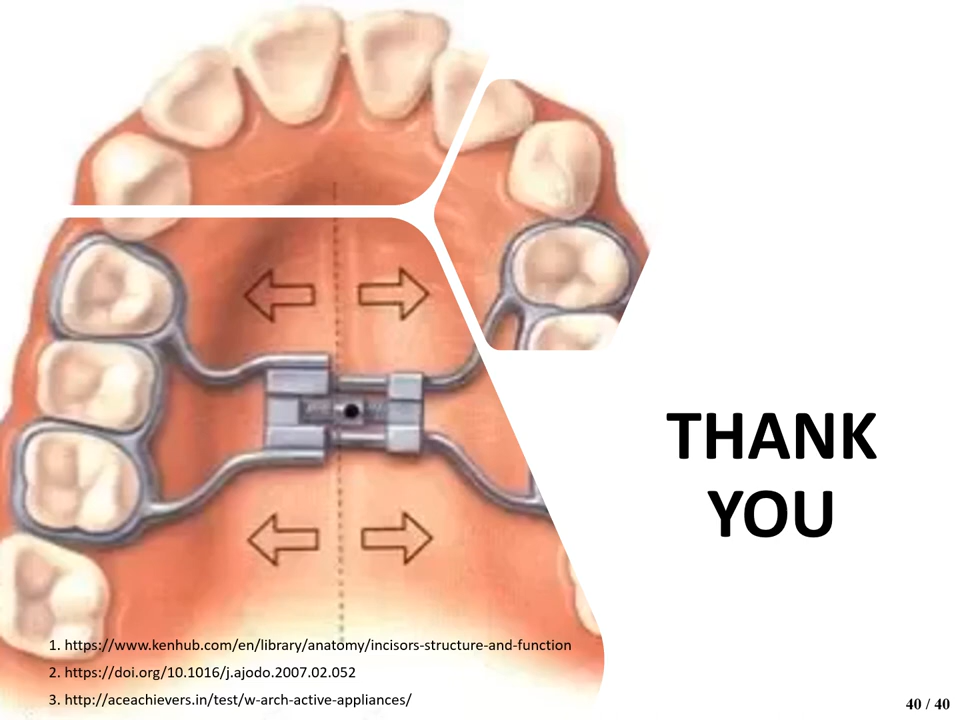 THANK
YOU
1. https://www.kenhub.com/en/library/anatomy/incisors-structure-and-function
2. https://doi.org/10.1016/j.ajodo.2007.02.052
3. http://aceachievers.in/test/w-arch-active-appliances/
40 / 40